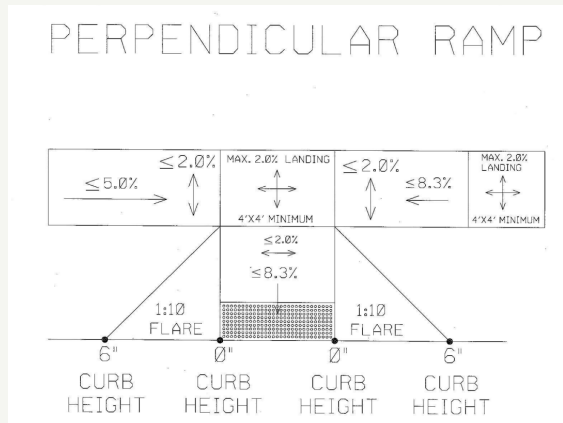 PERPENDICULAR RAMP
≤2.0%
MAX. 2.0% LANDING
≤2.0%
MAX. 2.0%
LANDING
≤5.0%
≤8.3%
4'X4' MINIMUM
4'X4' MINIMUM
≤2.0%
≤8.3%
1:10
FLARE
1:10
FLARE
6"
0"
0"
6"
CURB
HEIGHT
CURB
HEIGHT
CURB
HEIGHT
CURB
HEIGHT